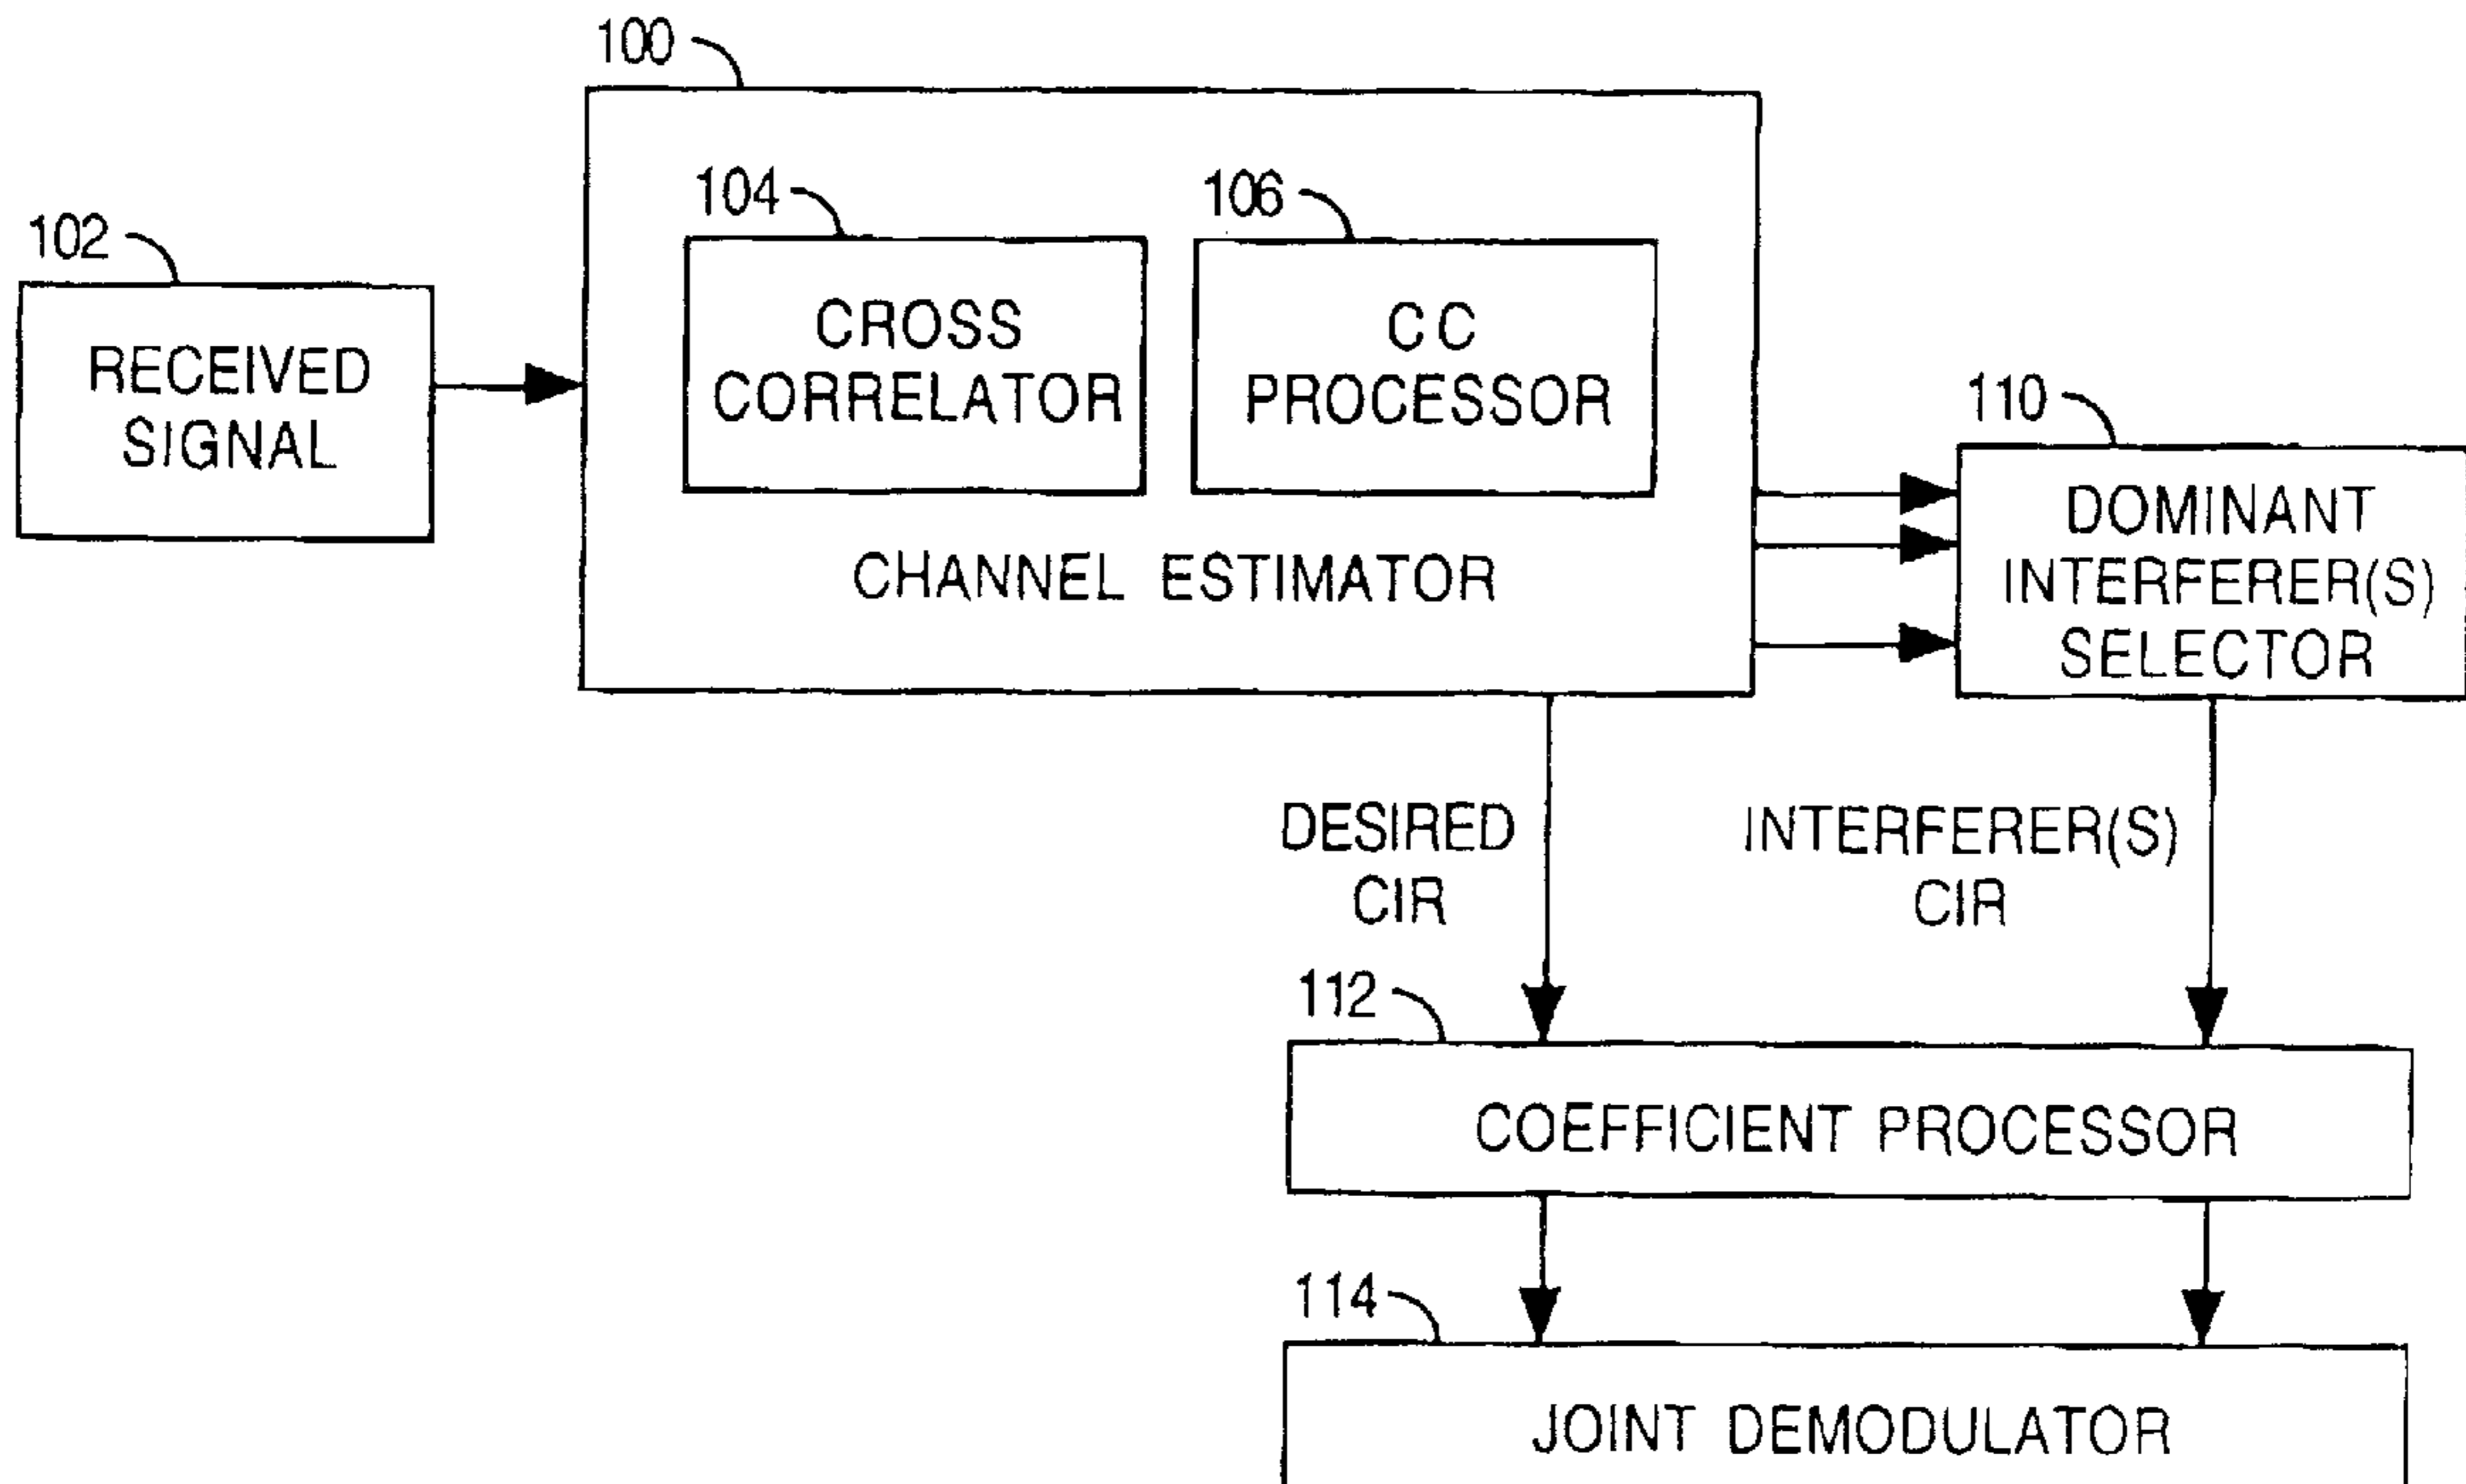 100
104
106
102
CROSS
CORRELATOR
CC
PROCESSOR
RECEIVED
SIGNAL
110
CHANNEL ESTIMATOR
DOMINANT
INTERFERER(S)
SELECTOR
DESIRED
CIR
INTERFERER(S)
CIR
112
COEFFICIENT PROCESSOR
114
JOINT DEMODULATOR